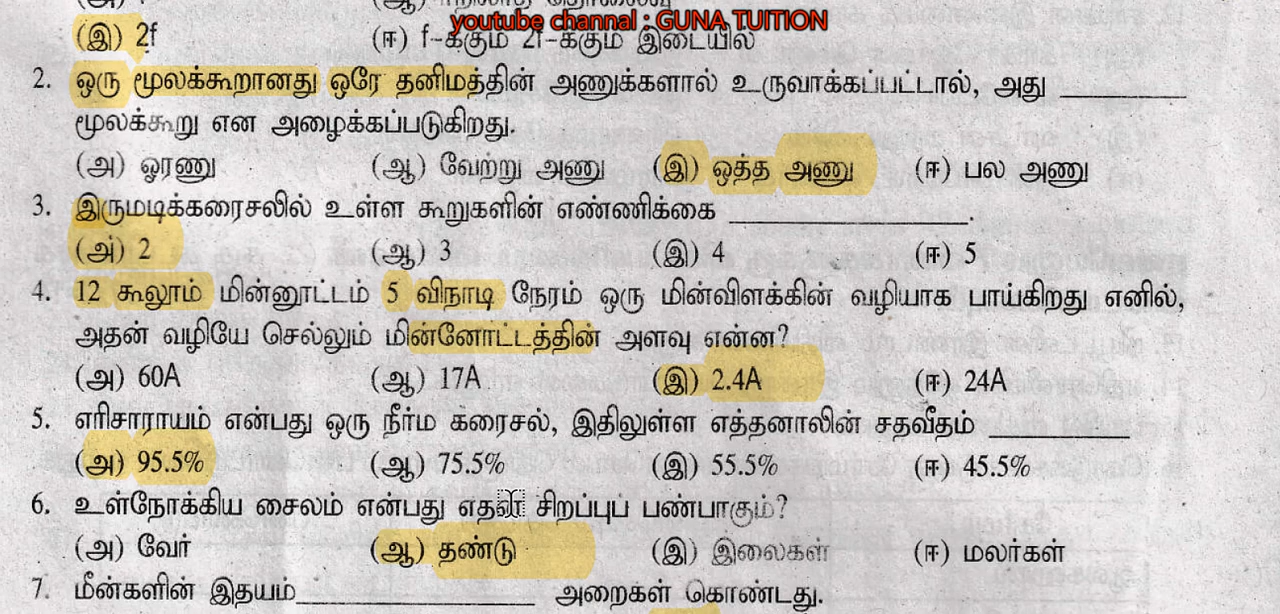 youtube channal : GUNA TUITION
(இ) 2f (ஈ) f-க்கும் 2f-க்கும் இடையில்
2. ஒரு மூலக்கூறானது ஒரே தனிமத்தின் அணுக்களால் உருவாக்கப்பட்டால், அது ________
மூலக்கூறு என அழைக்கப்படுகிறது.
(அ) ஓரணு (ஆ) வேற்று அணு (இ) ஒத்த அணு (ஈ) பல அணு
3. இருமடிக்கரைசலில் உள்ள கூறுகளின் எண்ணிக்கை ________________.
(அ) 2 (ஆ) 3 (இ) 4 (ஈ) 5
4. 12 கூலூம் மின்னூட்டம் 5 விநாடி நேரம் ஒரு மின்விளக்கின் வழியாக பாய்கிறது எனில்,
அதன் வழியே செல்லும் மின்னோட்டத்தின் அளவு என்ன?
(அ) 60A (ஆ) 17A (இ) 2.4A (ஈ) 24A
5. எரிசாராயம் என்பது ஒரு நீர்ம கரைசல், இதிலுள்ள எத்தனாலின் சதவீதம் _________
(அ) 95.5% (ஆ) 75.5% (இ) 55.5% (ஈ) 45.5%
6. உள்நோக்கிய சைலம் என்பது சிறப்புப் பண்பாகும்?
(அ) வேர் (ஆ) தண்டு (இ) இலைகள் (ஈ) மலர்கள்
7. மீன்களின் இதயம்________________ அறைகள் கொண்டது.